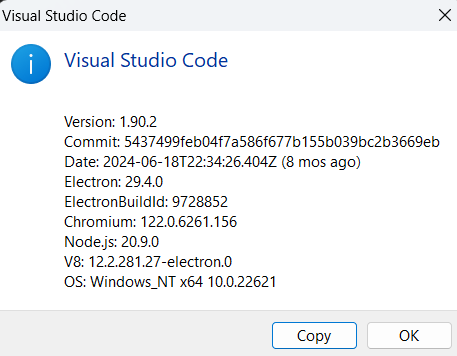 Visual Studio Code
Visual Studio Code
Version: 1.90.2
Commit: 5437499feb04f7a586f677b155b039bc2b3669eb
Date: 2024-06-18T22:34:26.404Z (8 mos ago)
Electron: 29.4.0
ElectronBuildId: 9728852
Chromium: 122.0.6261.156
Node.js: 20.9.0
V8: 12.2.281.27-electron.0
OS: Windows_NT x64 10.0.22621
Copy
OK